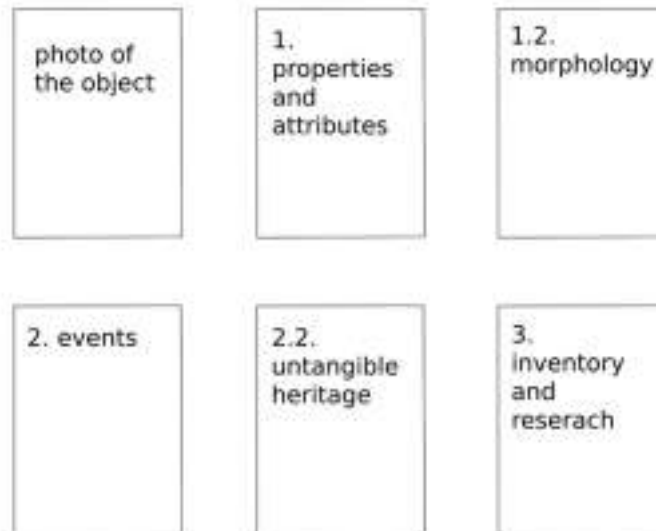 photo of
the object
1.
properties
and
attributes
1.2.
morphology
2. events
2.2.
untangible
heritage
3.
inventory
and
reserach